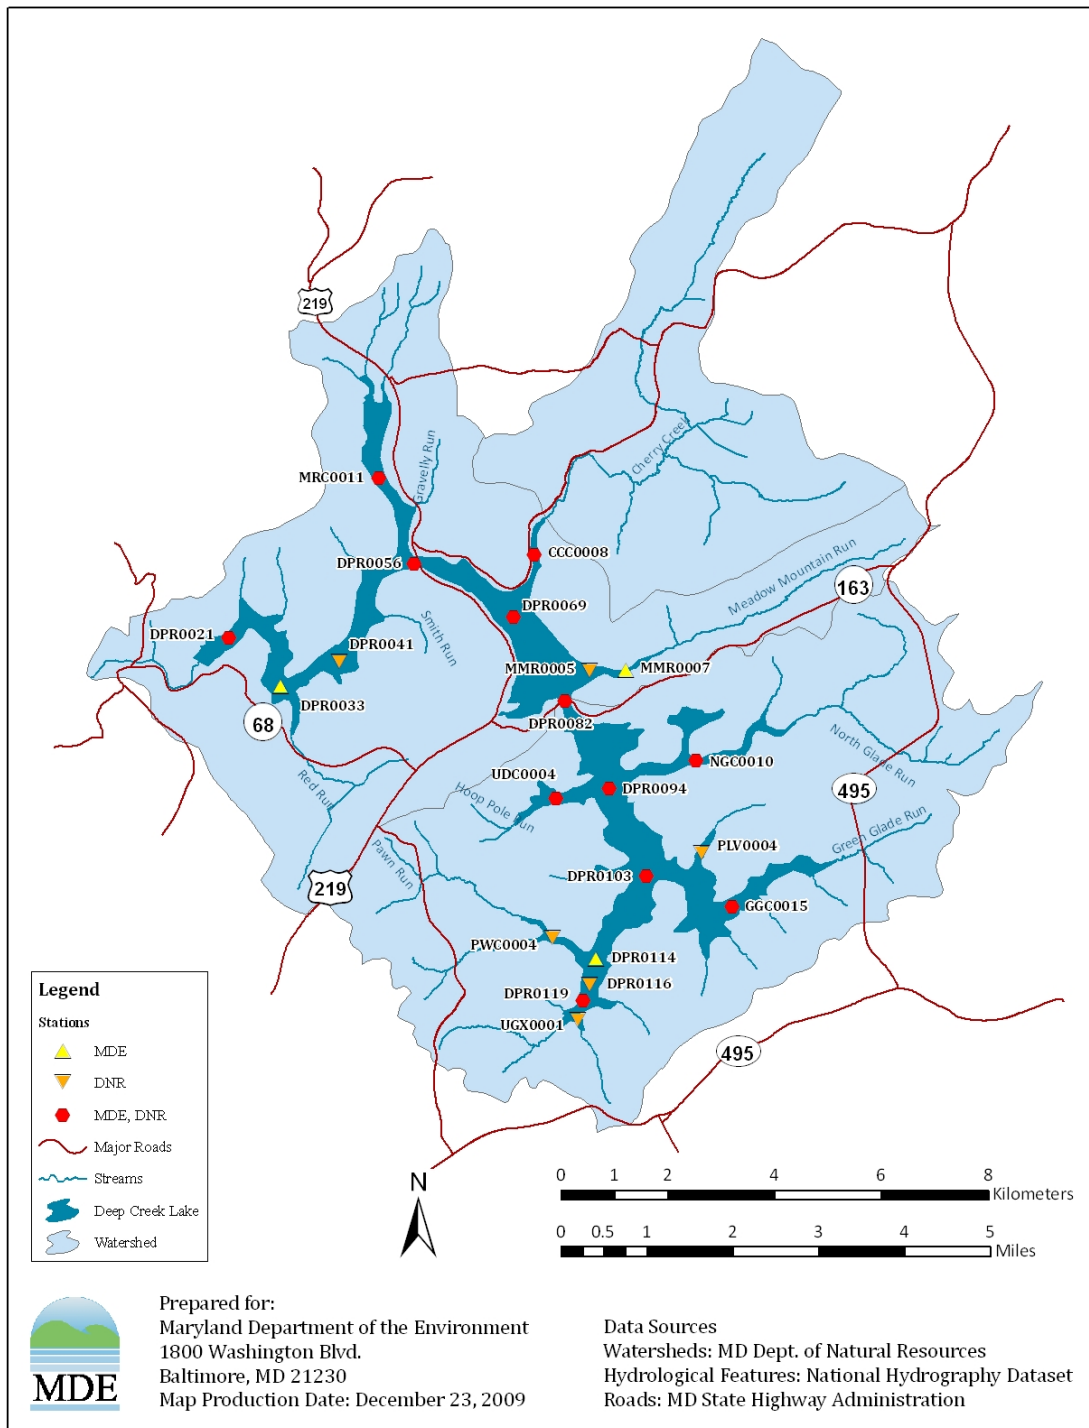 219
Gravelly Run
Cherry Creek
MRC0011
CCC0008
DPR0056
Meadow Mountain Run
163
DPR0069
DPR0021
DPR0041
Smith Run
MMR0005
MMR0007
DPR0033
68
DPR0082
North Glade Run
Red Run
UDC0004
NGC0010
Hoop Pole Run
DPR0094
495
Green Glade Run
Pawn Run
PLV0004
219
DPR0103
GGC0015
PWC0004
DPR0114
DPR0116
DPR0119
UGX0001
495
Legend
Stations
MDE
DNR
MDE, DNR
Major Roads
Streams
Deep Creek Lake
Watershed
N
0 1 2 4 6 8
Kilometers
0 0.5 1 2 3 4 5
Miles
MDE
Prepared for:
Maryland Department of the Environment
1800 Washington Blvd.
Baltimore, MD 21230
Map Production Date: December 23, 2009
Data Sources
Watersheds: MD Dept. of Natural Resources
Hydrological Features: National Hydrography Dataset
Roads: MD State Highway Administration